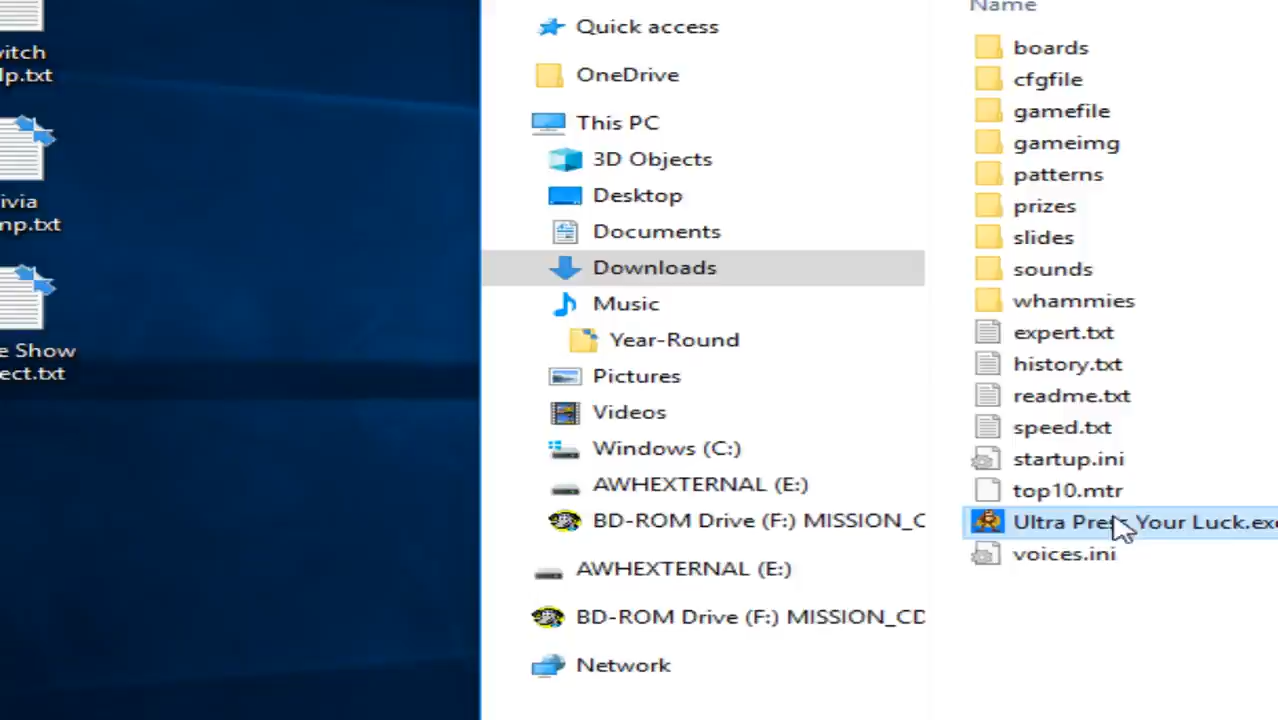 itch
lp.txt
ivia
mp.txt
e Show
ect.txt
Quick access
OneDrive
This PC
3D Objects
Desktop
Documents
Downloads
Music
Year-Round
Pictures
Videos
Windows (C:)
AWHEXTERNAL (E:)
BD-ROM Drive (F:) MISSION_C
AWHEXTERNAL (E:)
BD-ROM Drive (F:) MISSION_CD
Network
Name
boards
cfgfile
gamefile
gameimg
patterns
prizes
slides
sounds
whammies
expert.txt
history.txt
readme.txt
speed.txt
startup.ini
top10.mtr
Ultra Press Your Luck.exe
voices.ini